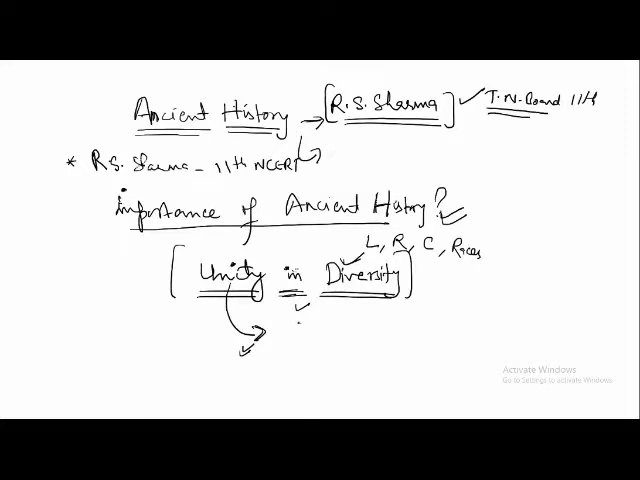 Ancient History → [R.S. Sharma] ✓ T.N. Board 11th
* R.S. Sharma - 11th NCERT
Importance of Ancient History?
L, R, C, Races
[Unity in Diversity]
Activate Windows
Go to Settings to activate Windows.